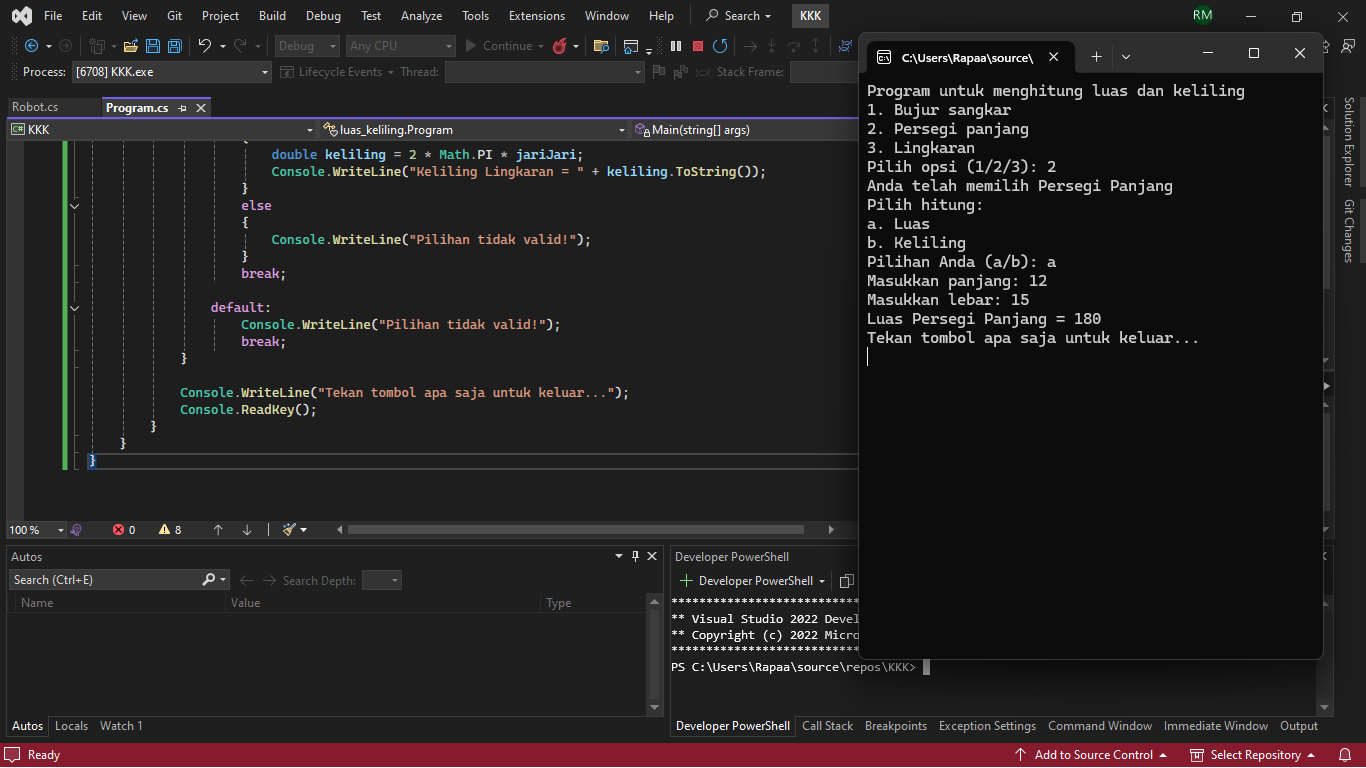 File Edit View Git Project Build Debug Test Analyze Tools Extensions Window Help Search KKK RM
Debug Any CPU Continue
Process: [6708] KKK.exe Lifecycle Events Thread: Stack Frame:
Robot.cs Program.cs
C# KKK luas_keliling.Program Main(string[] args)
{
double keliling = 2 * Math.PI * jariJari;
Console.WriteLine("Keliling Lingkaran = " + keliling.ToString());
}
else
{
Console.WriteLine("Pilihan tidak valid!");
}
break;
default:
Console.WriteLine("Pilihan tidak valid!");
break;
}
Console.WriteLine("Tekan tombol apa saja untuk keluar...");
Console.ReadKey();
}
}
}
100 % 0 8
C:\Users\Rapaa\source\
Program untuk menghitung luas dan keliling
1. Bujur sangkar
2. Persegi panjang
3. Lingkaran
Pilih opsi (1/2/3): 2
Anda telah memilih Persegi Panjang
Pilih hitung:
a. Luas
b. Keliling
Pilihan Anda (a/b): a
Masukkan panjang: 12
Masukkan lebar: 15
Luas Persegi Panjang = 180
Tekan tombol apa saja untuk keluar...
Solution Explorer
Git Changes
Autos
Search (Ctrl+E) Search Depth:
Name Value Type
Autos Locals Watch 1
Developer PowerShell
Developer PowerShell
******************************
** Visual Studio 2022 Devel
** Copyright (c) 2022 Micro
******************************
PS C:\Users\Rapaa\source\repos\KKK>
Developer PowerShell Call Stack Breakpoints Exception Settings Command Window Immediate Window Output
Ready Add to Source Control Select Repository